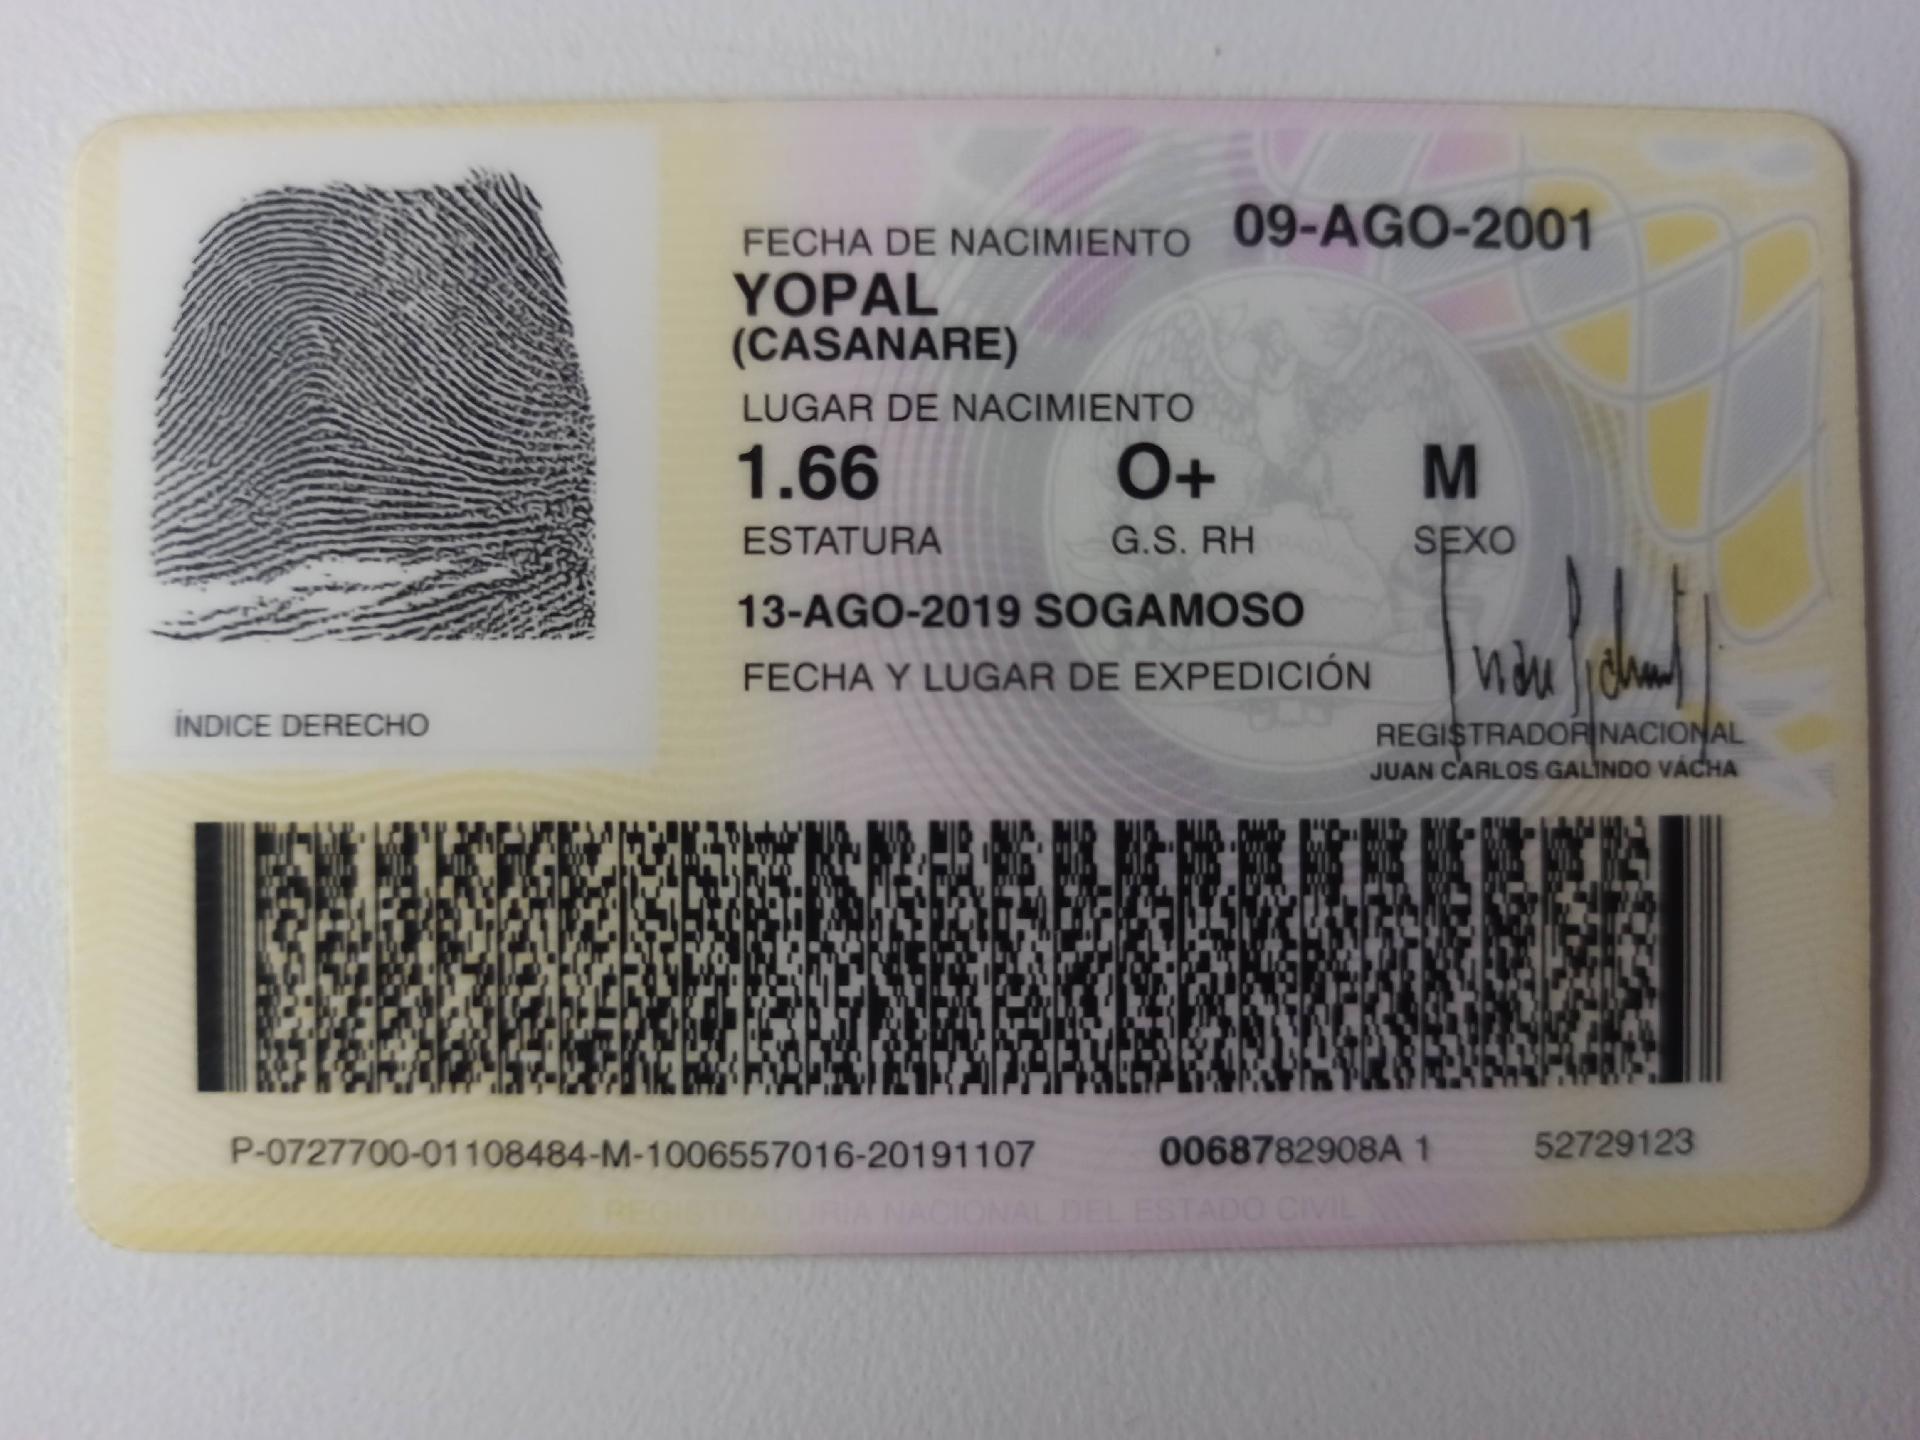 FECHA DE NACIMIENTO 09-AGO-2001
YOPAL
(CASANARE)
LUGAR DE NACIMIENTO
1.66 O+ M
ESTATURA G.S. RH SEXO
13-AGO-2019 SOGAMOSO
FECHA Y LUGAR DE EXPEDICIÓN
ÍNDICE DERECHO
REGISTRADOR NACIONAL
JUAN CARLOS GALINDO VÁCHA
P-0727700-01108484-M-1006557016-20191107 0068782908A 1 52729123
REGISTRADURÍA NACIONAL DEL ESTADO CIVIL